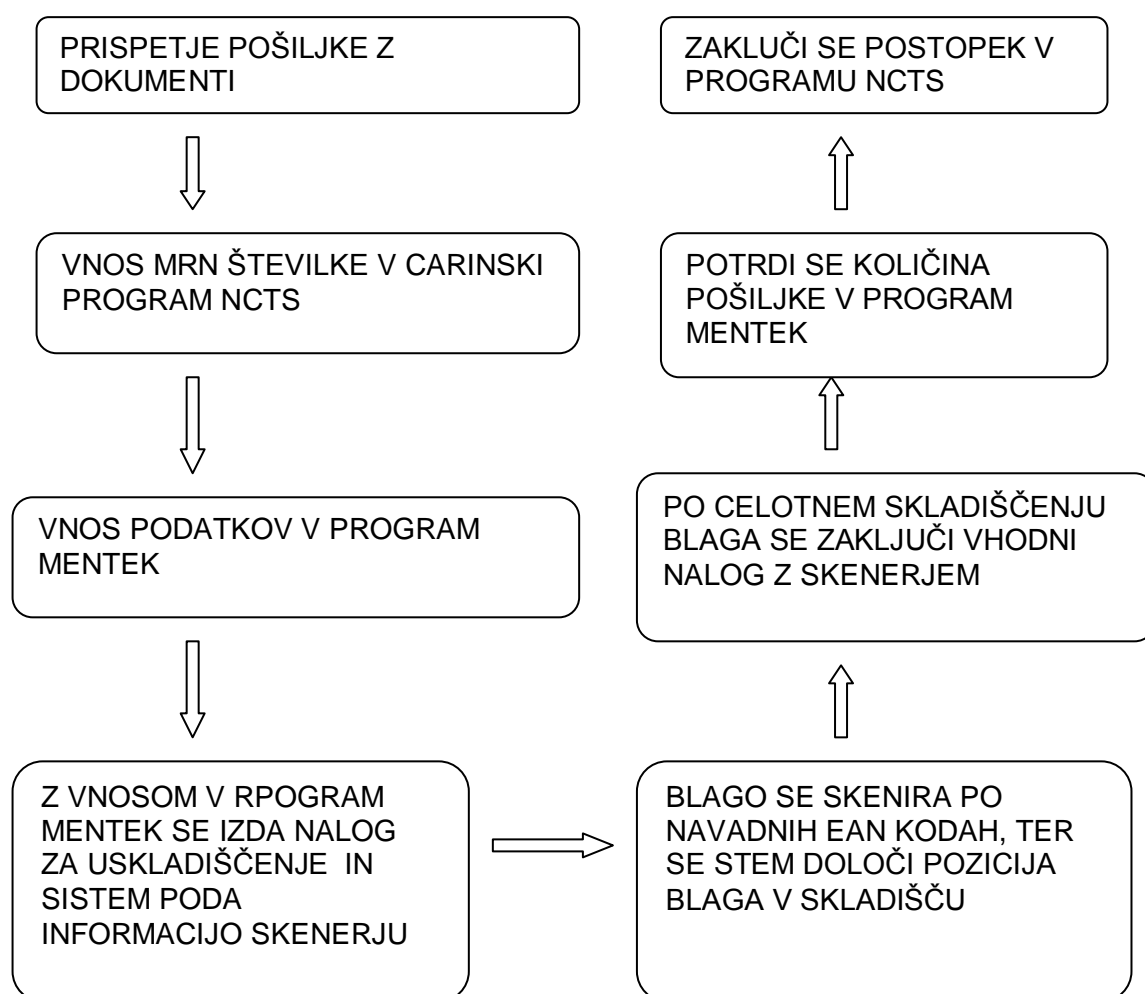 PRISPETJE POŠILJKE Z
DOKUMENTI
VNOS MRN ŠTEVILKE V CARINSKI
PROGRAM NCTS
VNOS PODATKOV V PROGRAM
MENTEK
Z VNOSOM V RPOGRAM
MENTEK SE IZDA NALOG
ZA USKLADIŠČENJE IN
SISTEM PODA
INFORMACIJO SKENERJU
BLAGO SE SKENIRA PO
NAVADNIH EAN KODAH, TER
SE STEM DOLOČI POZICIJA
BLAGA V SKLADIŠČU
PO CELOTNEM SKLADIŠČENJU
BLAGA SE ZAKLJUČI VHODNI
NALOG Z SKENERJEM
POTRDI SE KOLIČINA
POŠILJKE V PROGRAM
MENTEK
ZAKLUČI SE POSTOPEK V
PROGRAMU NCTS